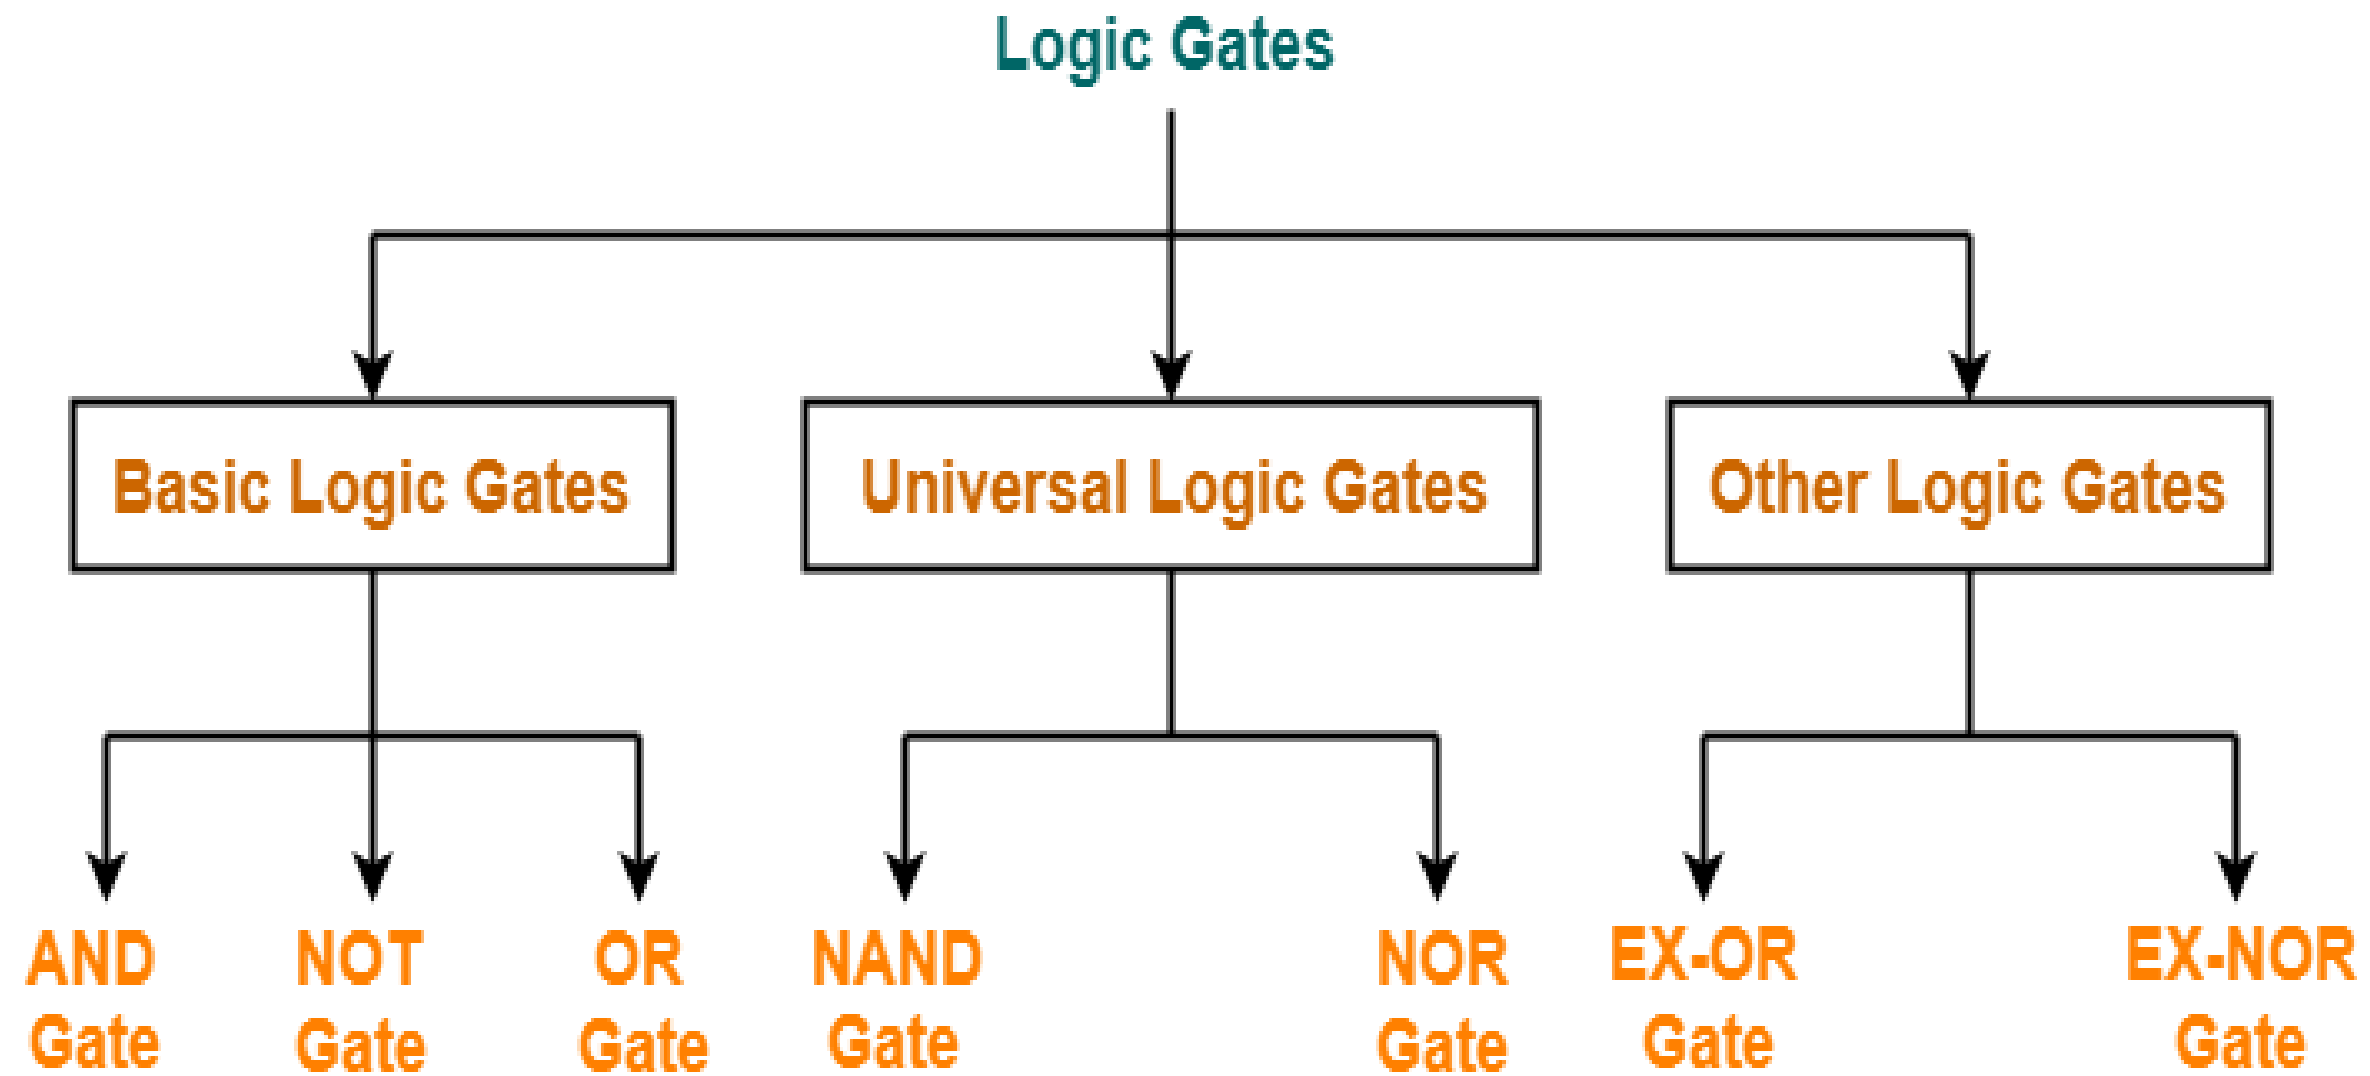 Logic Gates
Basic Logic Gates
Universal Logic Gates
Other Logic Gates
AND
Gate
NOT
Gate
OR
Gate
NAND
Gate
NOR
Gate
EX-OR
Gate
EX-NOR
Gate